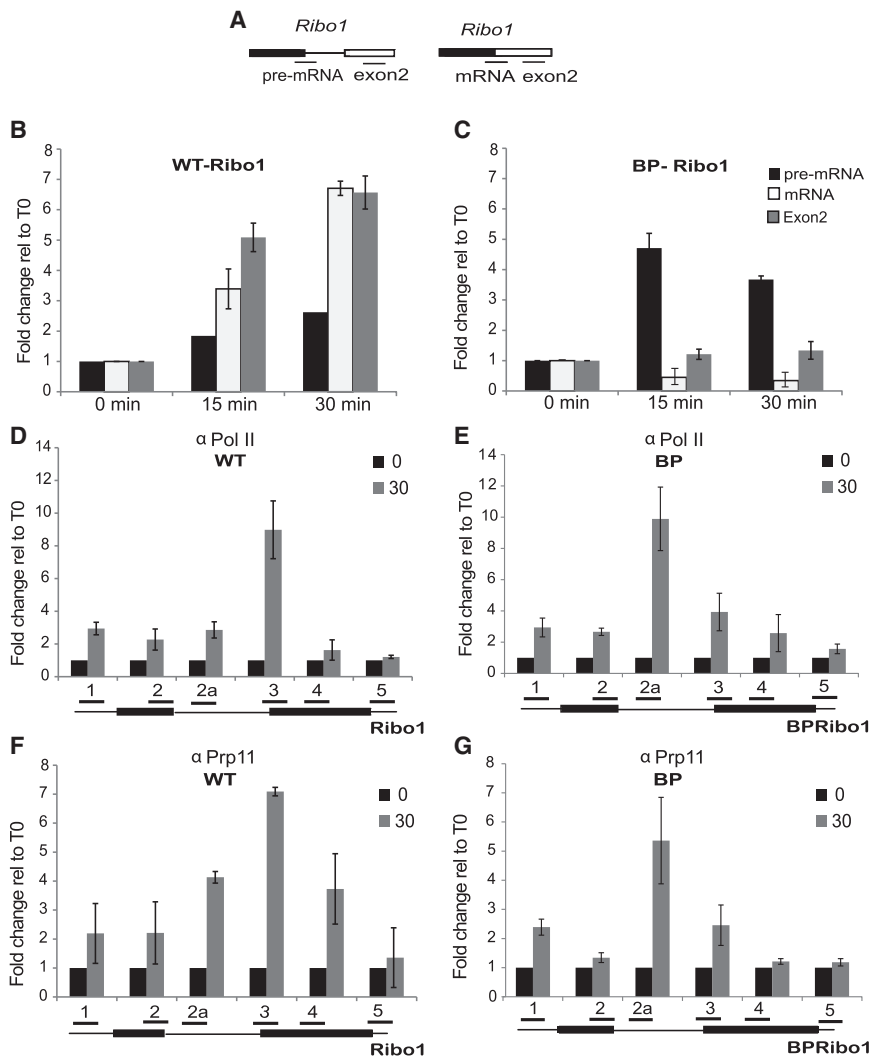 A
Ribo1
Ribo1
pre-mRNA exon2
mRNA exon2
B
WT-Ribo1
Fold change rel to T0
8
7
6
5
4
3
2
1
0
0 min 15 min 30 min
C
BP- Ribo1
pre-mRNA
mRNA
Exon2
Fold change rel to T0
8
7
6
5
4
3
2
1
0
0 min 15 min 30 min
D
α Pol II
WT
0
30
Fold change rel to T0
14
12
10
8
6
4
2
0
1 2 2a 3 4 5
Ribo1
E
α Pol II
BP
0
30
Fold change rel to T0
14
12
10
8
6
4
2
0
1 2 2a 3 4 5
BPRibo1
F
α Prp11
WT
0
30
Fold change rel to T0
8
7
6
5
4
3
2
1
0
1 2 2a 3 4 5
Ribo1
G
α Prp11
BP
0
30
Fold change rel to T0
8
7
6
5
4
3
2
1
0
1 2 2a 3 4 5
BPRibo1